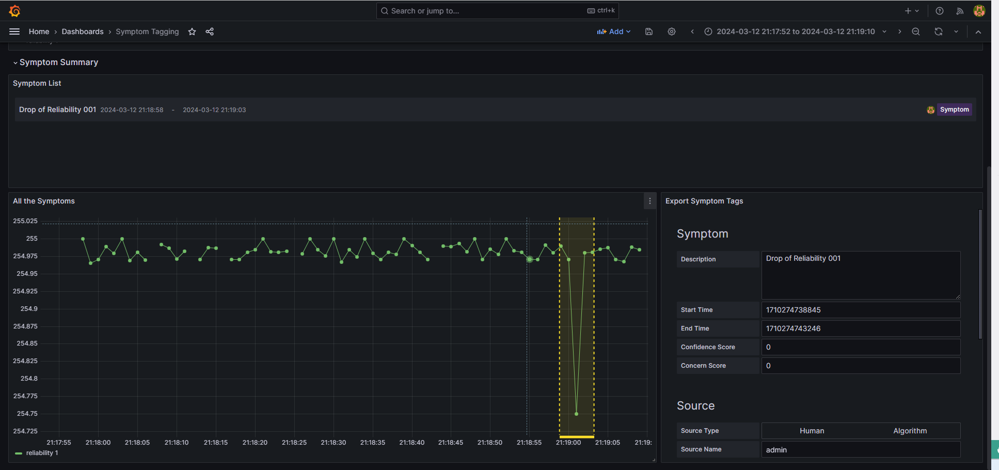 Search or jump to... ctrl+k
Home › Dashboards › Symptom Tagging Add 2024-03-12 21:17:52 to 2024-03-12 21:19:10
Symptom Summary
Symptom List
Drop of Reliability 001 2024-03-12 21:18:58 - 2024-03-12 21:19:03 Symptom
All the Symptoms
255.025
255
254.975
254.95
254.925
254.9
254.875
254.85
254.825
254.8
254.775
254.75
254.725
21:17:55 21:18:00 21:18:05 21:18:10 21:18:15 21:18:20 21:18:25 21:18:30 21:18:35 21:18:40 21:18:45 21:18:50 21:18:55 21:19:00 21:19:05 21:19:
reliability 1
Export Symptom Tags
Symptom
Description Drop of Reliability 001
Start Time 1710274738845
End Time 1710274743246
Confidence Score 0
Concern Score 0
Source
Source Type Human Algorithm
Source Name admin